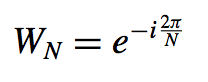 $W_N = e^{-i\frac{2\pi}{N}}$